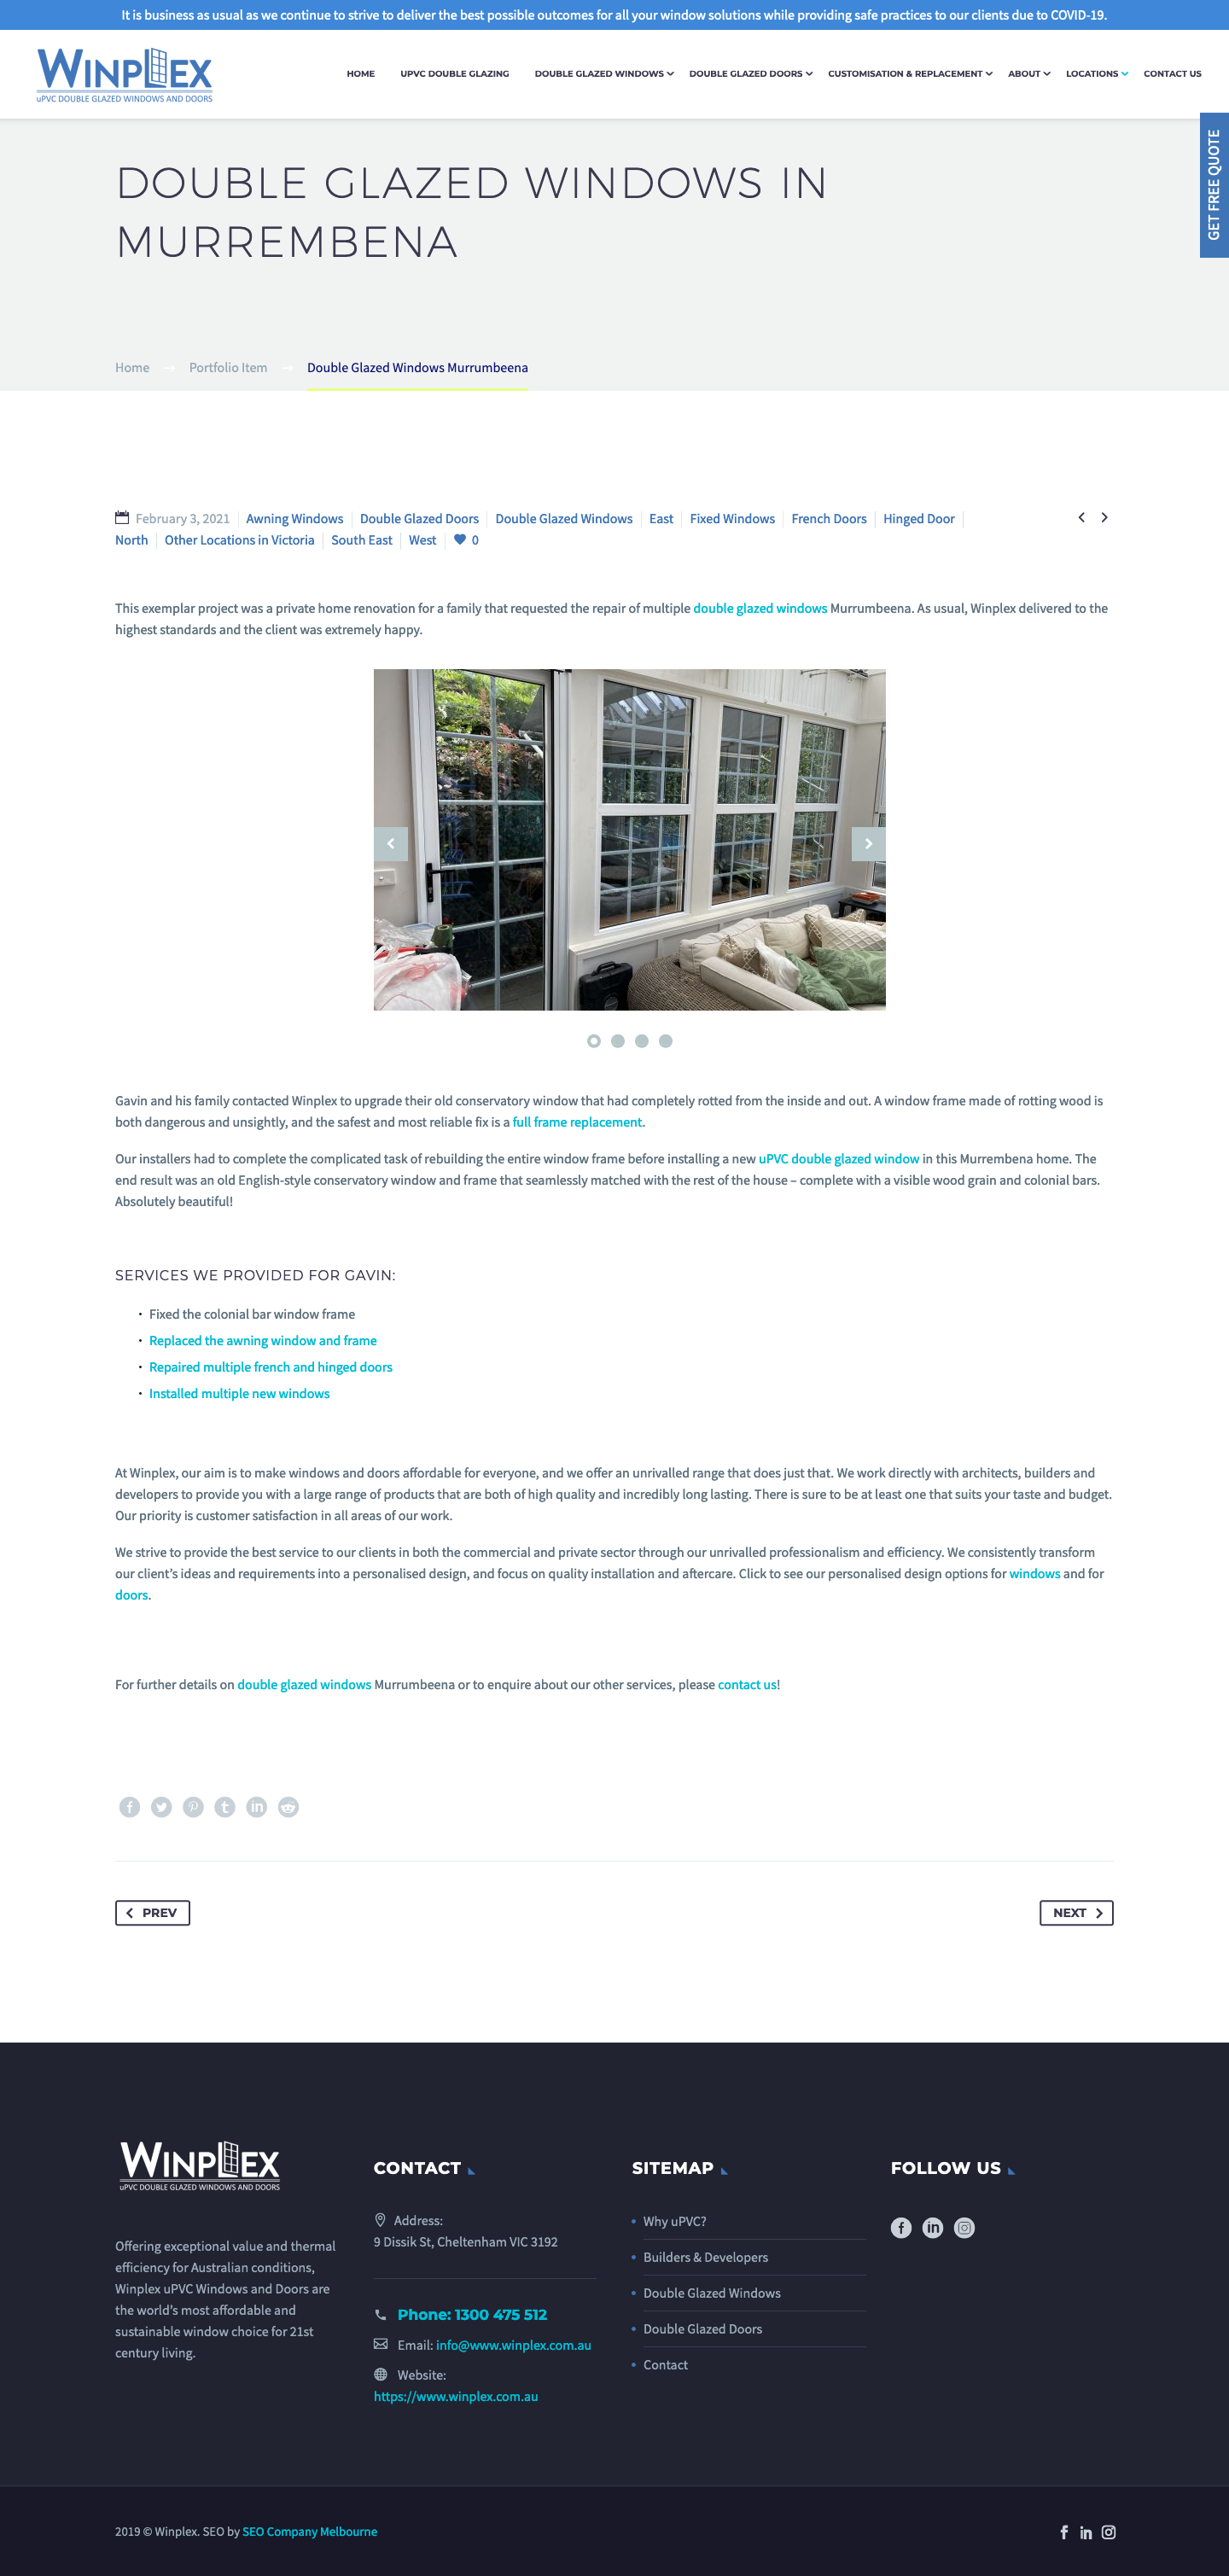 It is business as usual as we continue to strive to deliver the best possible outcomes for all your window solutions while providing safe practices to our clients due to COVID-19.
WINPLEX
uPVC DOUBLE GLAZED WINDOWS AND DOORS
HOME
UPVC DOUBLE GLAZING
DOUBLE GLAZED WINDOWS
DOUBLE GLAZED DOORS
CUSTOMISATION & REPLACEMENT
ABOUT
LOCATIONS
CONTACT US
GET FREE QUOTE
DOUBLE GLAZED WINDOWS IN
MURREMBENA
Home
Portfolio Item
Double Glazed Windows Murrumbeena
February 3, 2021 Awning Windows Double Glazed Doors Double Glazed Windows East Fixed Windows French Doors Hinged Door
North Other Locations in Victoria South East West 0
This exemplar project was a private home renovation for a family that requested the repair of multiple double glazed windows Murrumbeena. As usual, Winplex delivered to the
highest standards and the client was extremely happy.
Gavin and his family contacted Winplex to upgrade their old conservatory window that had completely rotted from the inside and out. A window frame made of rotting wood is
both dangerous and unsightly, and the safest and most reliable fix is a full frame replacement.
Our installers had to complete the complicated task of rebuilding the entire window frame before installing a new uPVC double glazed window in this Murrembena home. The
end result was an old English-style conservatory window and frame that seamlessly matched with the rest of the house – complete with a visible wood grain and colonial bars.
Absolutely beautiful!
SERVICES WE PROVIDED FOR GAVIN:
• Fixed the colonial bar window frame
• Replaced the awning window and frame
• Repaired multiple french and hinged doors
• Installed multiple new windows
At Winplex, our aim is to make windows and doors affordable for everyone, and we offer an unrivalled range that does just that. We work directly with architects, builders and
developers to provide you with a large range of products that are both of high quality and incredibly long lasting. There is sure to be at least one that suits your taste and budget.
Our priority is customer satisfaction in all areas of our work.
We strive to provide the best service to our clients in both the commercial and private sector through our unrivalled professionalism and efficiency. We consistently transform
our client’s ideas and requirements into a personalised design, and focus on quality installation and aftercare. Click to see our personalised design options for windows and for
doors.
For further details on double glazed windows Murrumbeena or to enquire about our other services, please contact us!
PREV
NEXT
WINPLEX
uPVC DOUBLE GLAZED WINDOWS AND DOORS
Offering exceptional value and thermal
efficiency for Australian conditions,
Winplex uPVC Windows and Doors are
the world’s most affordable and
sustainable window choice for 21st
century living.
CONTACT
Address:
9 Dissik St, Cheltenham VIC 3192
Phone: 1300 475 512
Email: info@www.winplex.com.au
Website:
https://www.winplex.com.au
SITEMAP
Why uPVC?
Builders & Developers
Double Glazed Windows
Double Glazed Doors
Contact
FOLLOW US
2019 © Winplex. SEO by SEO Company Melbourne